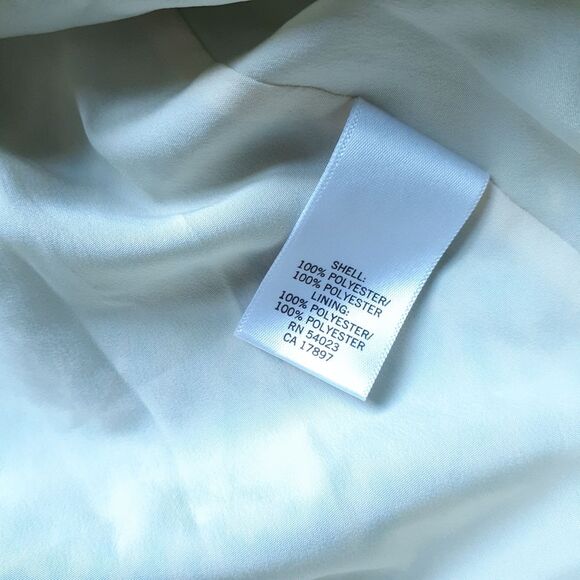 SHELL:
100% POLYESTER/
100% POLYESTER
LINING:
100% POLYESTER/
100% POLYESTER
RN 54023
CA 17897